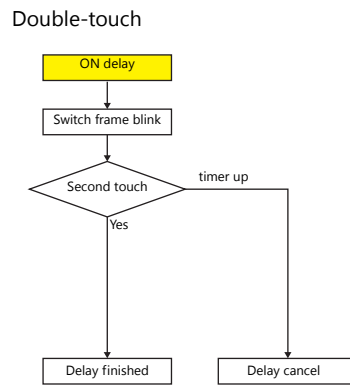 Double-touch
ON delay
Switch frame blink
Second touch
timer up
Yes
Delay finished
Delay cancel